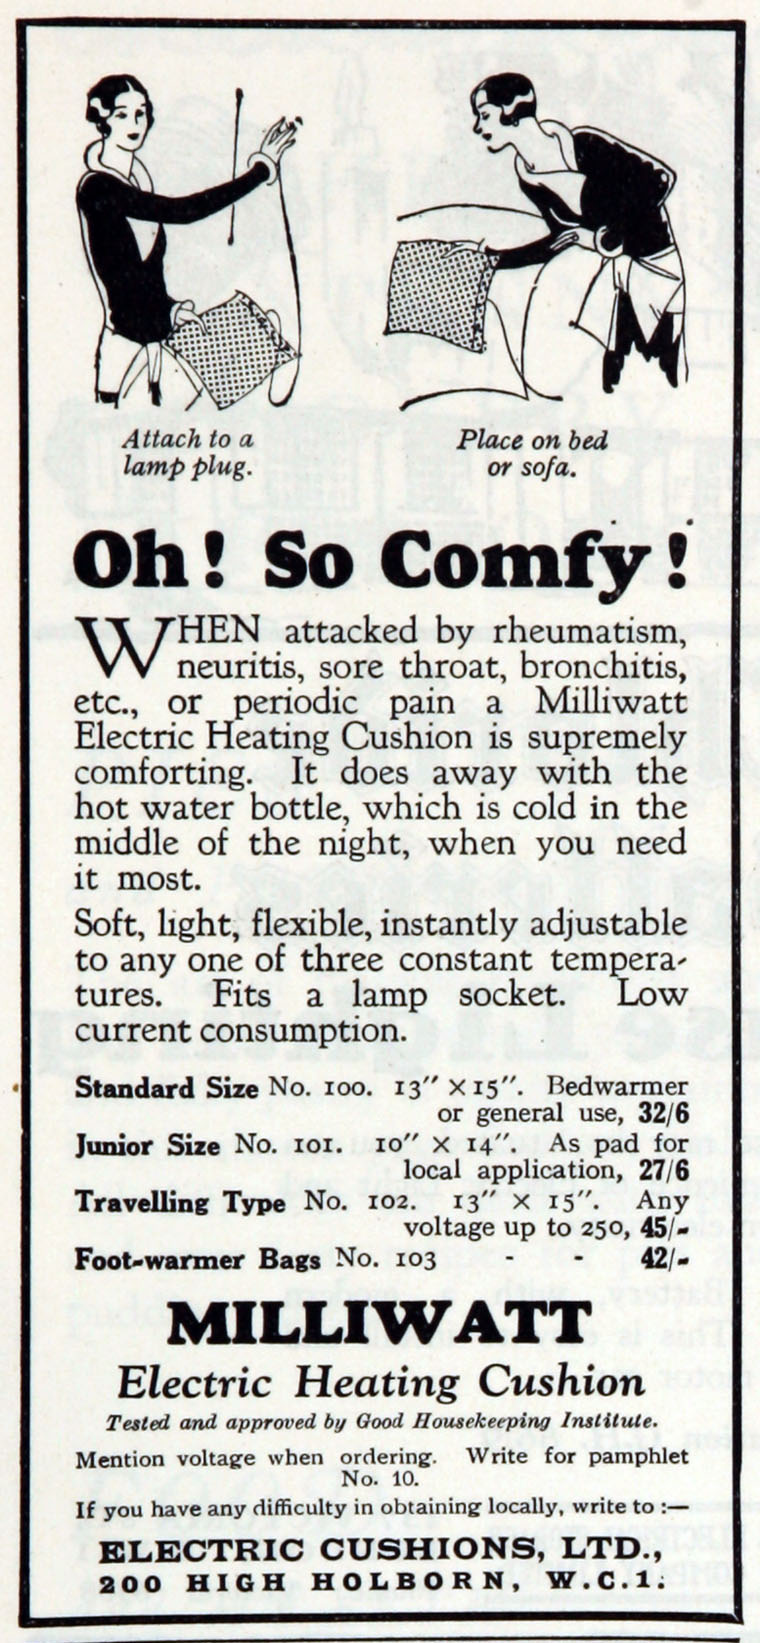 Attach to a
lamp plug.
Place on bed
or sofa.
Oh! So Comfy!
WHEN attacked by rheumatism,
neuritis, sore throat, bronchitis,
etc., or periodic pain a Milliwatt
Electric Heating Cushion is supremely
comforting. It does away with the
hot water bottle, which is cold in the
middle of the night, when you need
it most.
Soft, light, flexible, instantly adjustable
to any one of three constant tempera-
tures. Fits a lamp socket. Low
current consumption.
Standard Size No. 100. 13" × 15". Bedwarmer
or general use, 32/6
Junior Size No. 101. 10" × 14". As pad for
local application, 27/6
Travelling Type No. 102. 13" × 15". Any
voltage up to 250, 45/-
Foot-warmer Bags No. 103 - - 42/-
MILLIWATT
Electric Heating Cushion
Tested and approved by Good Housekeeping Institute.
Mention voltage when ordering. Write for pamphlet
No. 10.
If you have any difficulty in obtaining locally, write to :—
ELECTRIC CUSHIONS, LTD.,
200 HIGH HOLBORN, W.C.1.